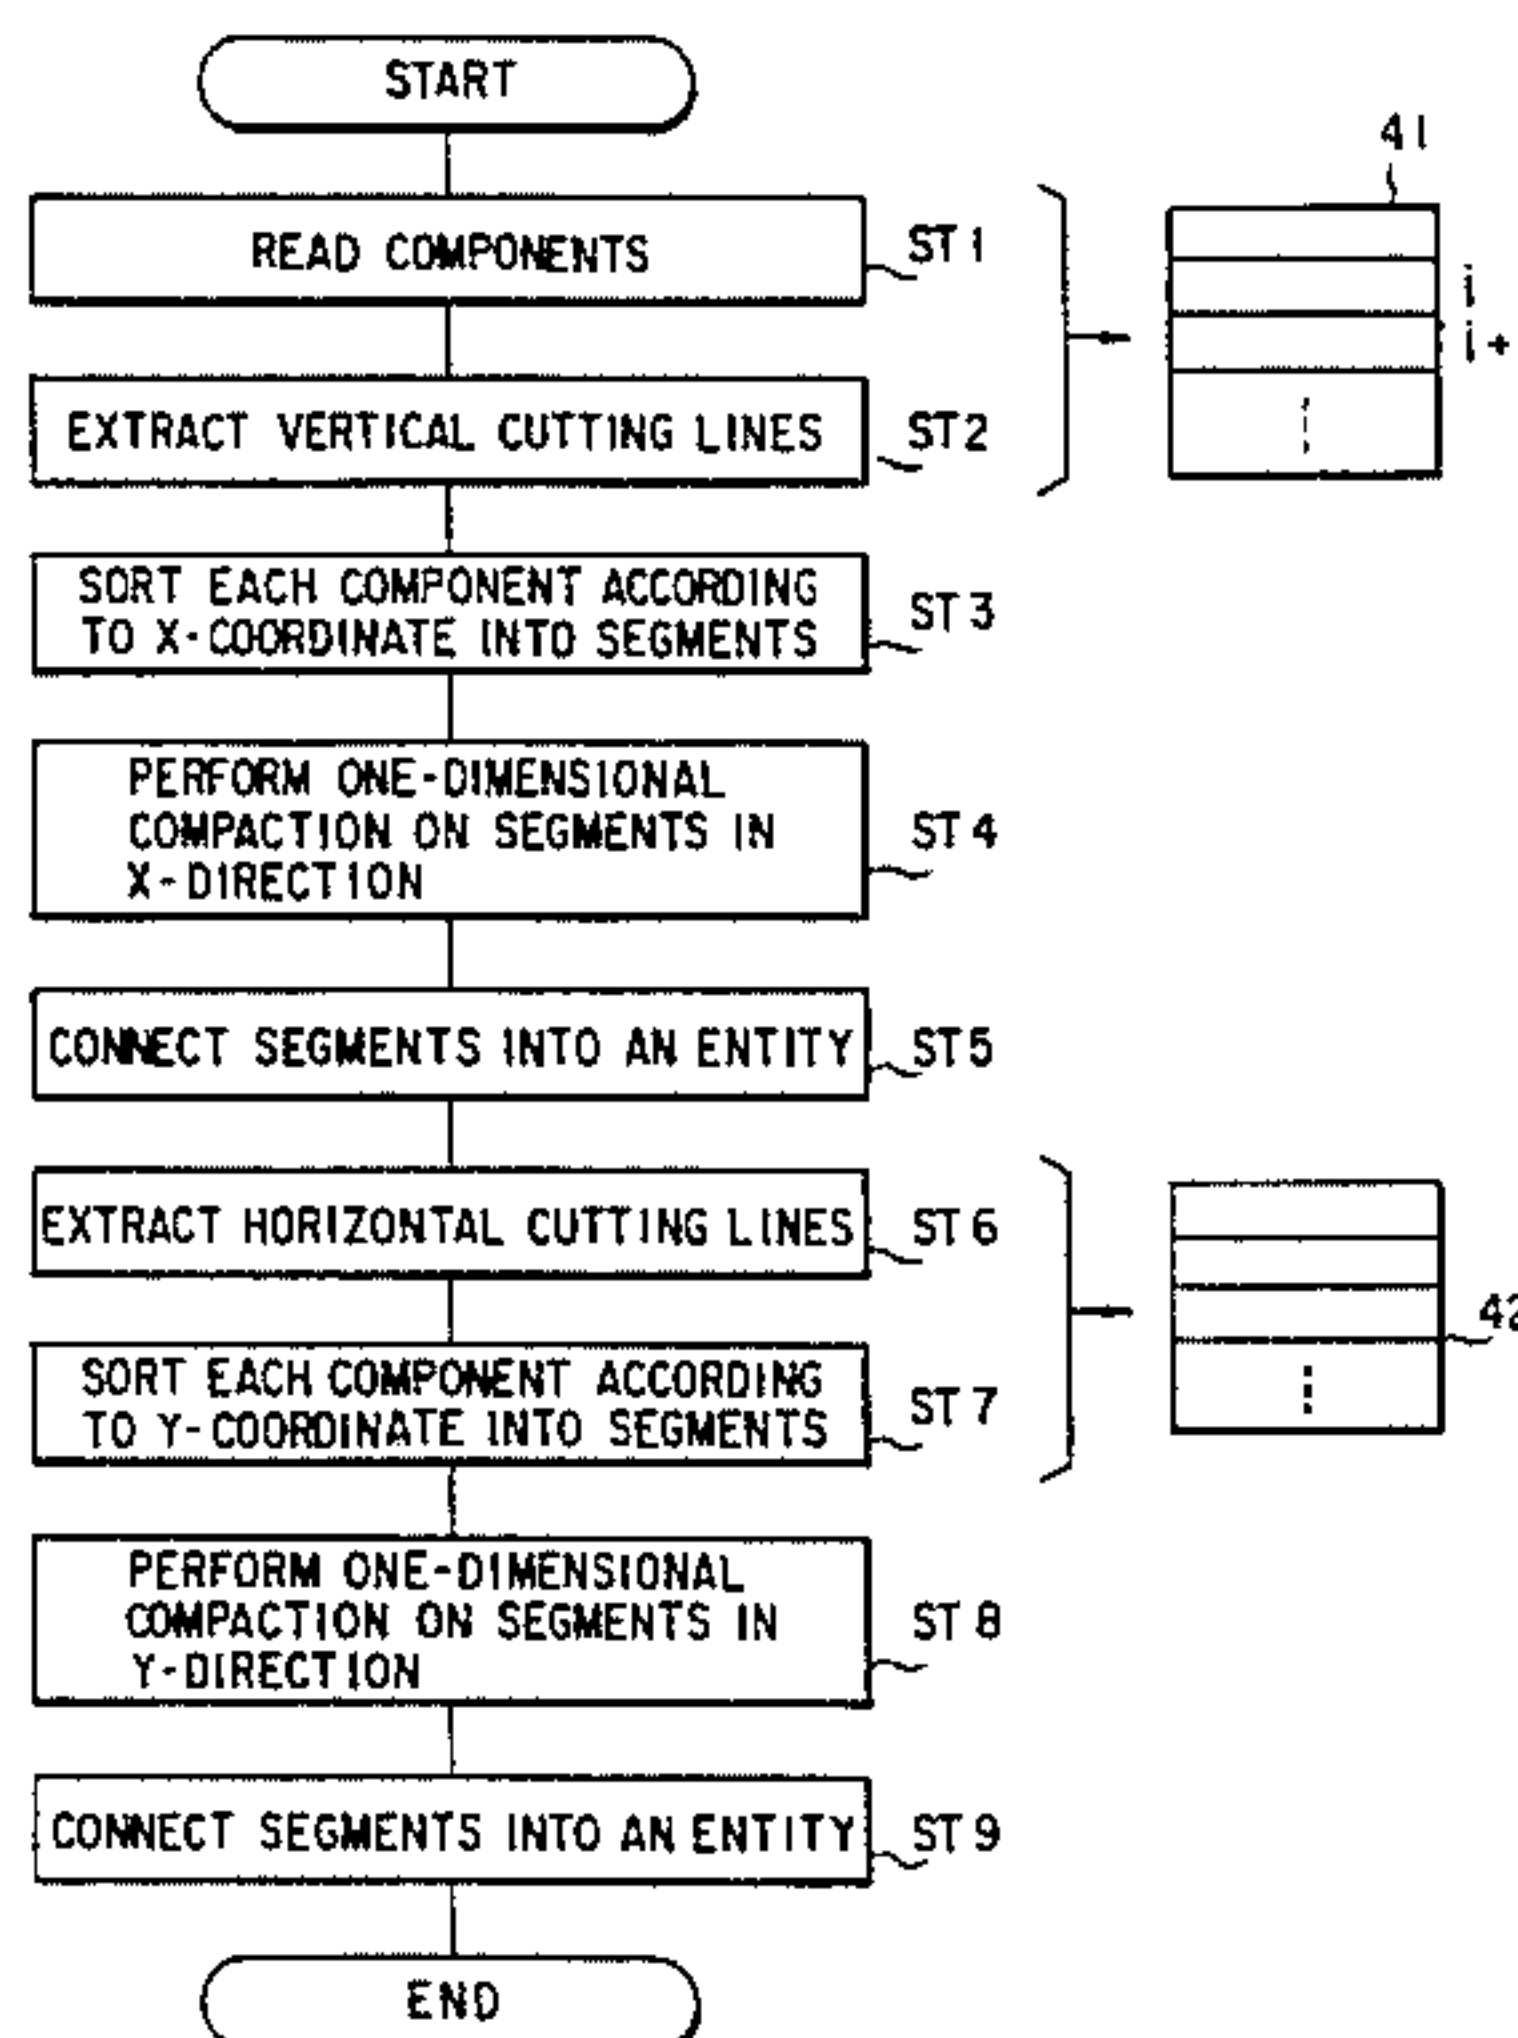 START
41
READ COMPONENTS
ST1
i
i+
EXTRACT VERTICAL CUTTING LINES
ST2
SORT EACH COMPONENT ACCORDING
TO X-COORDINATE INTO SEGMENTS
ST3
PERFORM ONE-DIMENSIONAL
COMPACTION ON SEGMENTS IN
X-DIRECTION
ST4
CONNECT SEGMENTS INTO AN ENTITY
ST5
EXTRACT HORIZONTAL CUTTING LINES
ST6
42
SORT EACH COMPONENT ACCORDING
TO Y-COORDINATE INTO SEGMENTS
ST7
PERFORM ONE-DIMENSIONAL
COMPACTION ON SEGMENTS IN
Y-DIRECTION
ST8
CONNECT SEGMENTS INTO AN ENTITY
ST9
END